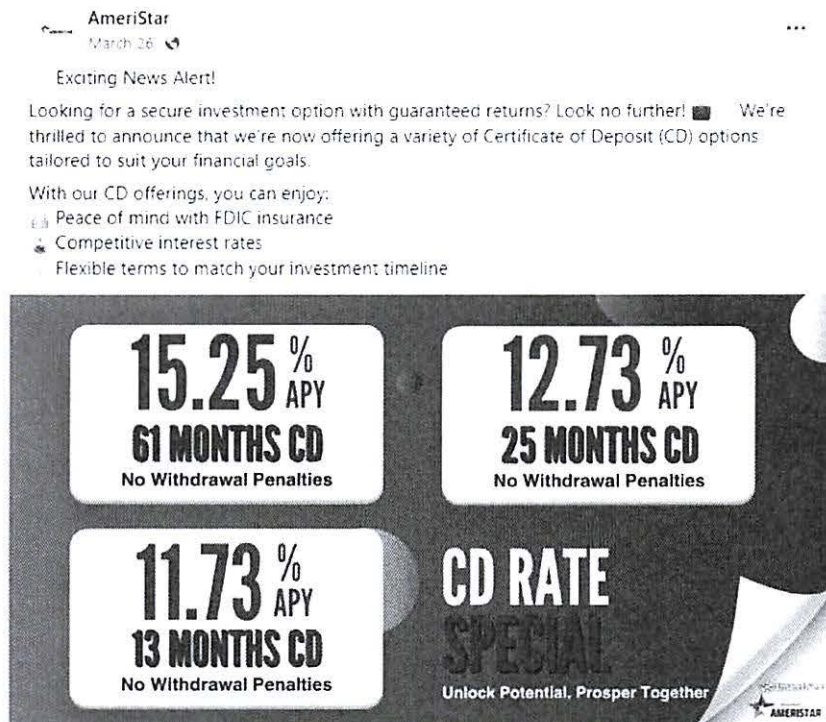 AmeriStar
March 26
Exciting News Alert!
Looking for a secure investment option with guaranteed returns? Look no further! We're
thrilled to announce that we're now offering a variety of Certificate of Deposit (CD) options
tailored to suit your financial goals.
With our CD offerings, you can enjoy:
Peace of mind with FDIC insurance
Competitive interest rates
Flexible terms to match your investment timeline
15.25 % APY
61 MONTHS CD
No Withdrawal Penalties
12.73 % APY
25 MONTHS CD
No Withdrawal Penalties
11.73 % APY
13 MONTHS CD
No Withdrawal Penalties
CD RATE
SPECIAL
Unlock Potential, Prosper Together
AMERISTAR